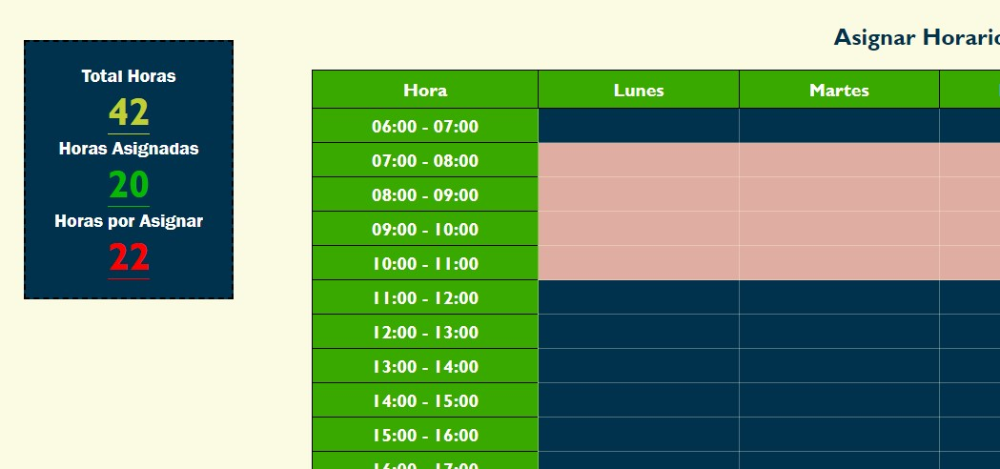 Asignar Horario
Total Horas
42
Horas Asignadas
20
Horas por Asignar
22
Hora Lunes Martes
06:00 - 07:00
07:00 - 08:00
08:00 - 09:00
09:00 - 10:00
10:00 - 11:00
11:00 - 12:00
12:00 - 13:00
13:00 - 14:00
14:00 - 15:00
15:00 - 16:00
16:00 - 17:00